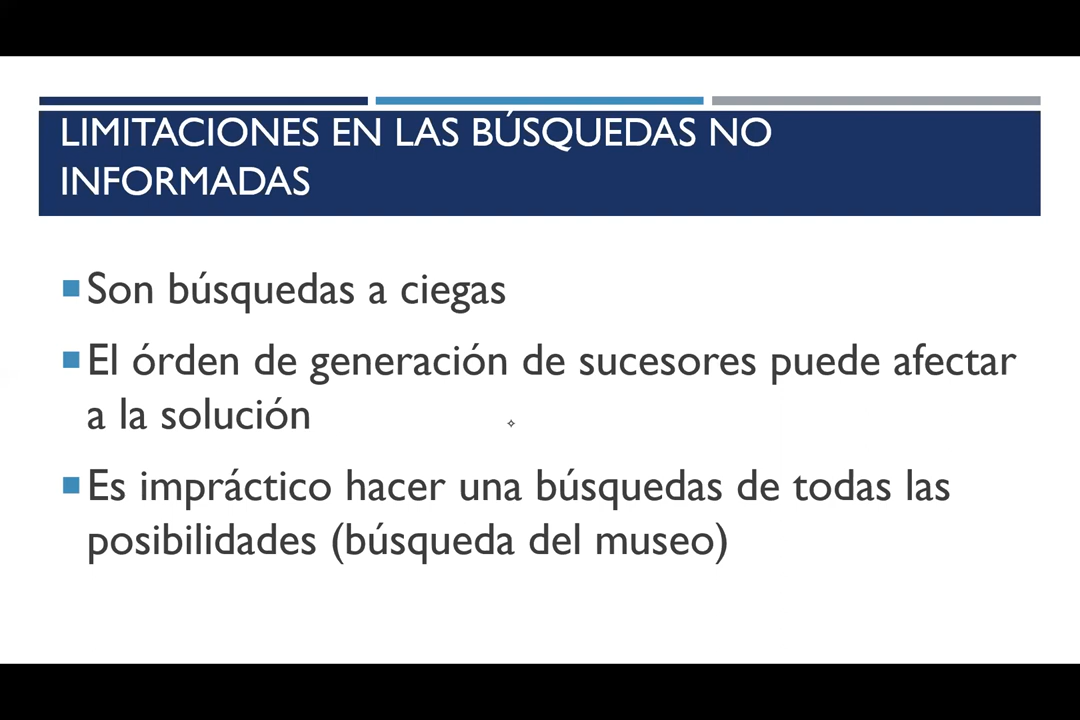 LIMITACIONES EN LAS BÚSQUEDAS NO
INFORMADAS
Son búsquedas a ciegas
El órden de generación de sucesores puede afectar
a la solución
Es impráctico hacer una búsquedas de todas las
posibilidades (búsqueda del museo)